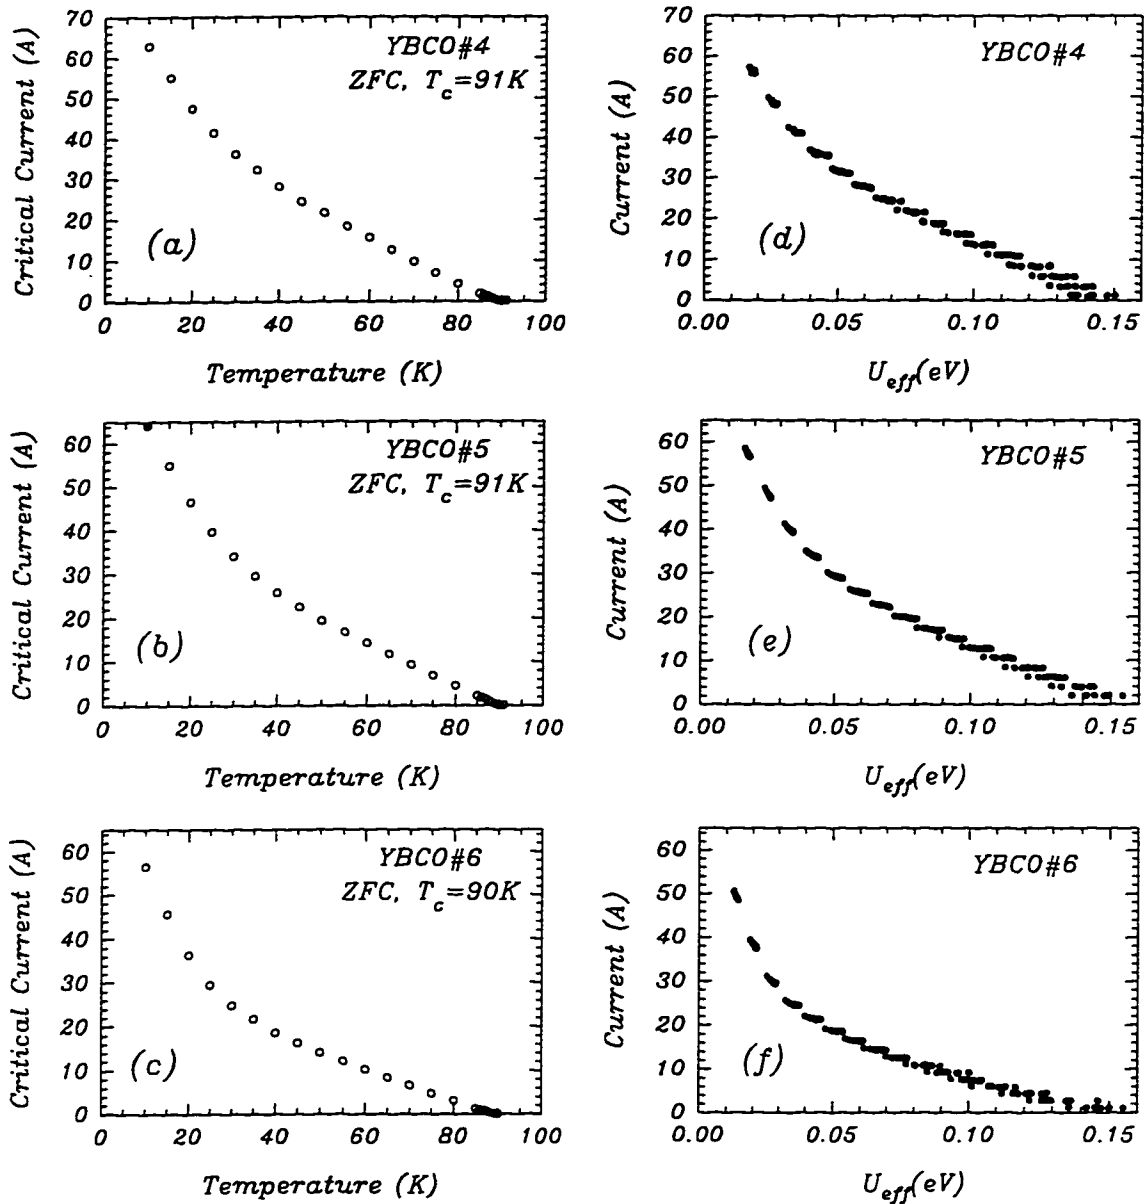 Critical Current (A)
70
60
50
40
30
20
10
0
YBCO#4
ZFC, T_c=91K
(a)
0 20 40 60 80 100
Temperature (K)
Current (A)
70
60
50
40
30
20
10
0
YBCO#4
(d)
0.00 0.05 0.10 0.15
U_eff(eV)
Critical Current (A)
60
50
40
30
20
10
0
YBCO#5
ZFC, T_c=91K
(b)
0 20 40 60 80 100
Temperature (K)
Current (A)
60
50
40
30
20
10
0
YBCO#5
(e)
0.00 0.05 0.10 0.15
U_eff(eV)
Critical Current (A)
60
50
40
30
20
10
0
YBCO#6
ZFC, T_c=90K
(c)
0 20 40 60 80 100
Temperature (K)
Current (A)
60
50
40
30
20
10
0
YBCO#6
(f)
0.00 0.05 0.10 0.15
U_eff(eV)